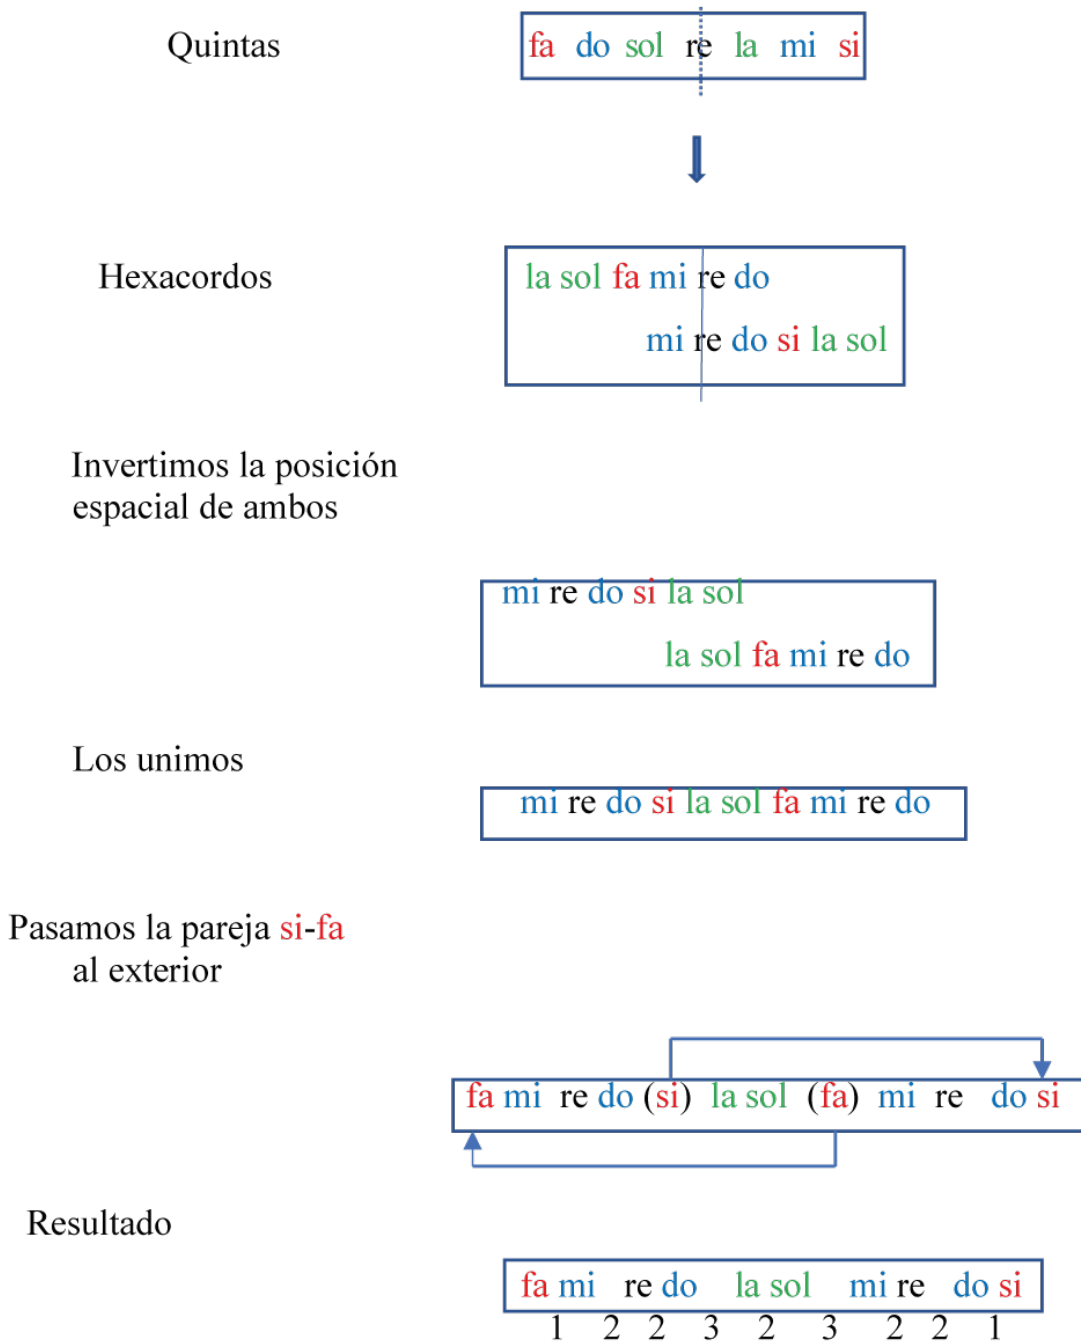 Quintas
fa do sol re la mi si
Hexacordos
la sol fa mi re do
mi re do si la sol
Invertimos la posición
espacial de ambos
mi re do si la sol
la sol fa mi re do
Los unimos
mi re do si la sol fa mi re do
Pasamos la pareja si-fa
al exterior
fa mi re do (si) la sol (fa) mi re do si
Resultado
fa mi re do la sol mi re do si
1 2 2 3 2 3 2 2 1